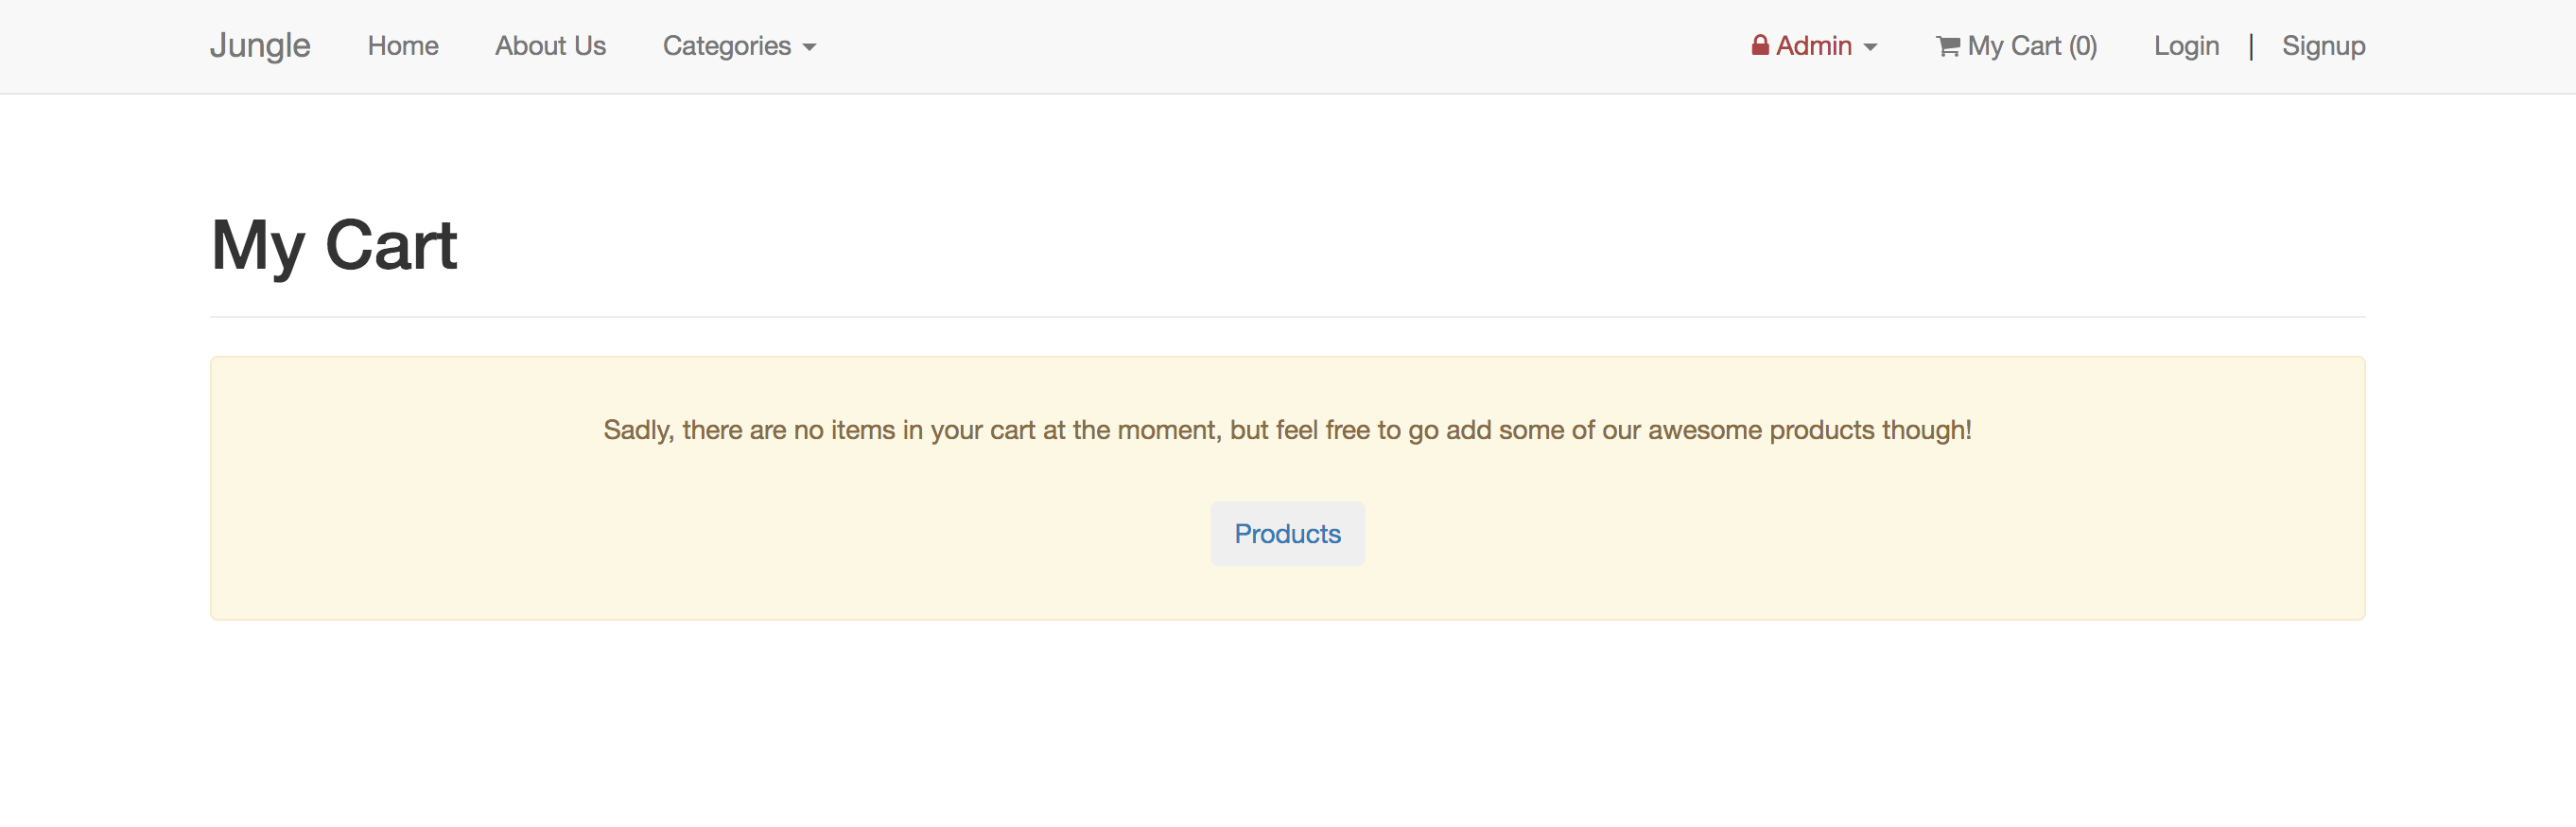 Jungle Home About Us Categories Admin My Cart (0) Login | Signup
My Cart
Sadly, there are no items in your cart at the moment, but feel free to go add some of our awesome products though!
Products